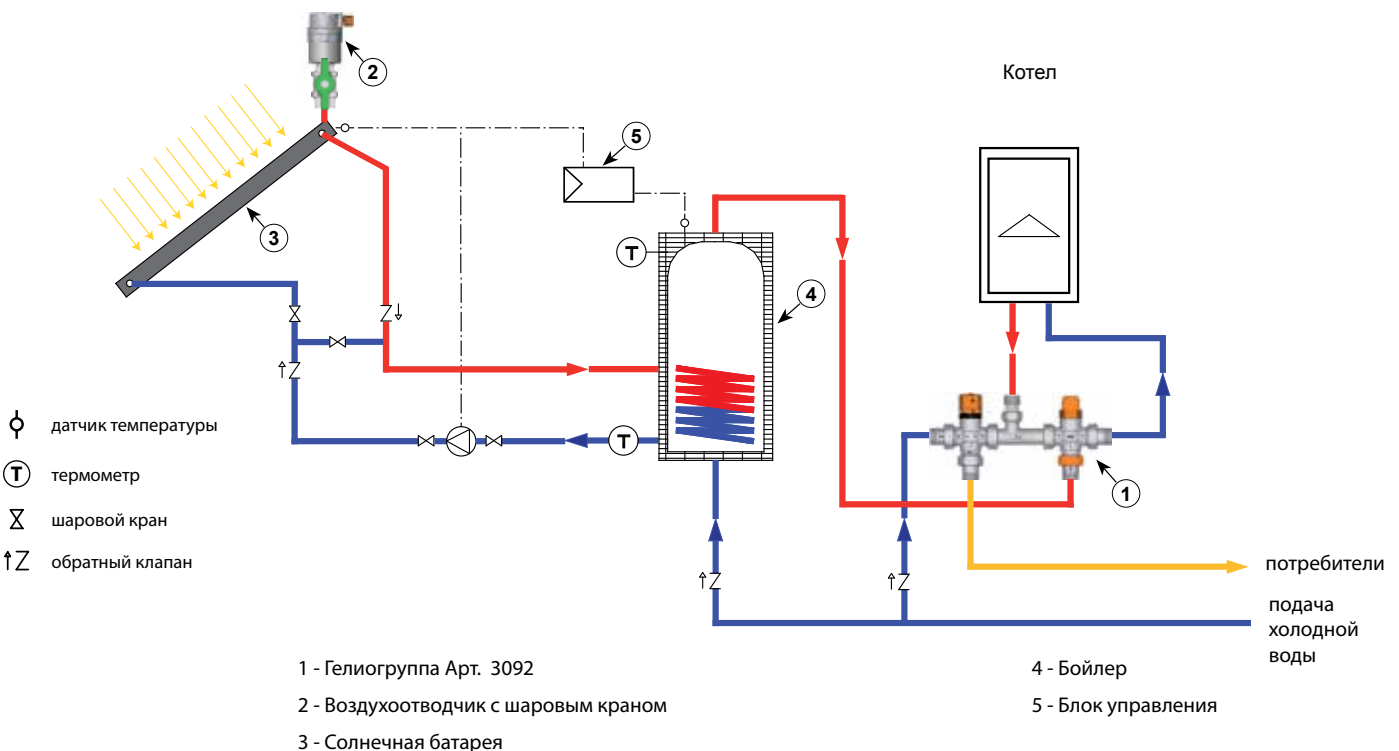 2
Котел
5
3
T
4
датчик температуры
T
T
термометр
1
шаровой кран
обратный клапан
потребители
подача
холодной
воды
1 - Гелиогруппа Арт. 3092
4 - Бойлер
2 - Воздухоотводчик с шаровым краном
5 - Блок управления
3 - Солнечная батарея